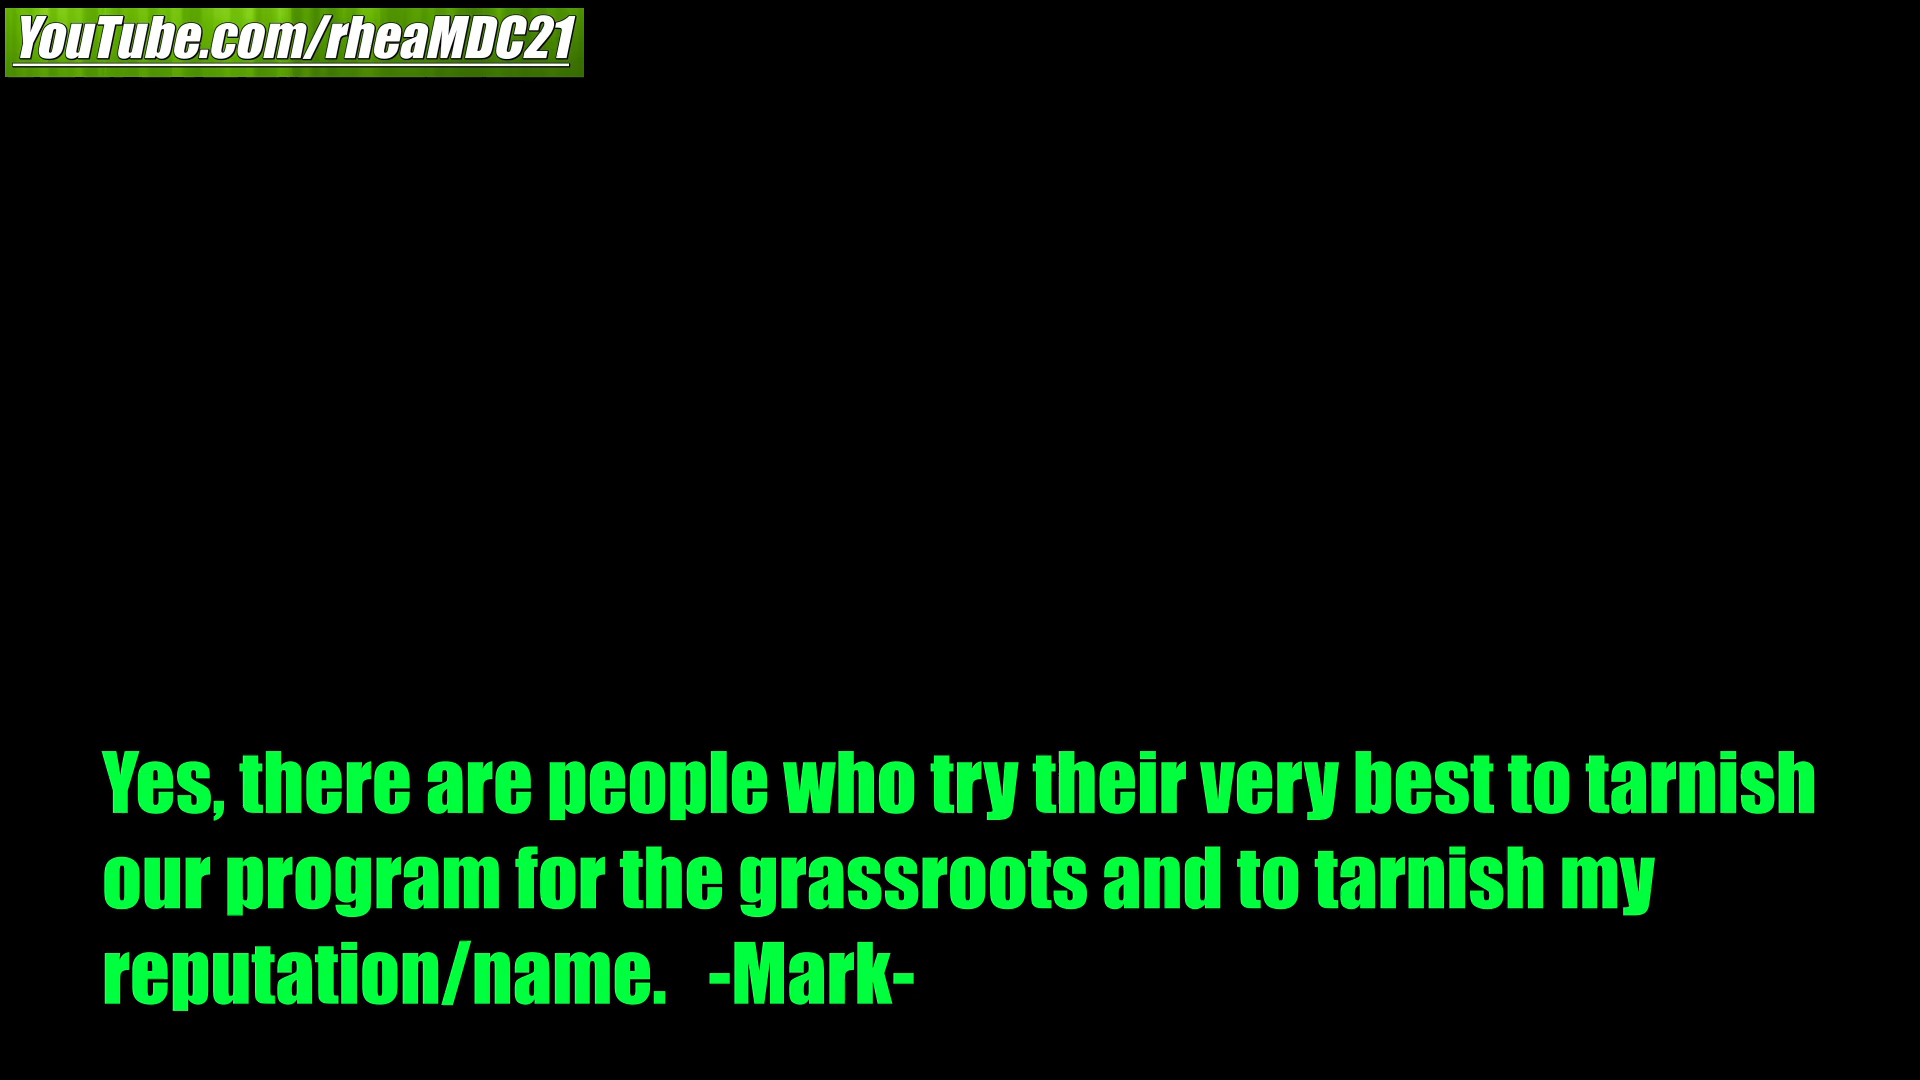 YouTube.com/rheaMDC21
Yes, there are people who try their very best to tarnish
our program for the grassroots and to tarnish my
reputation/name. -Mark-